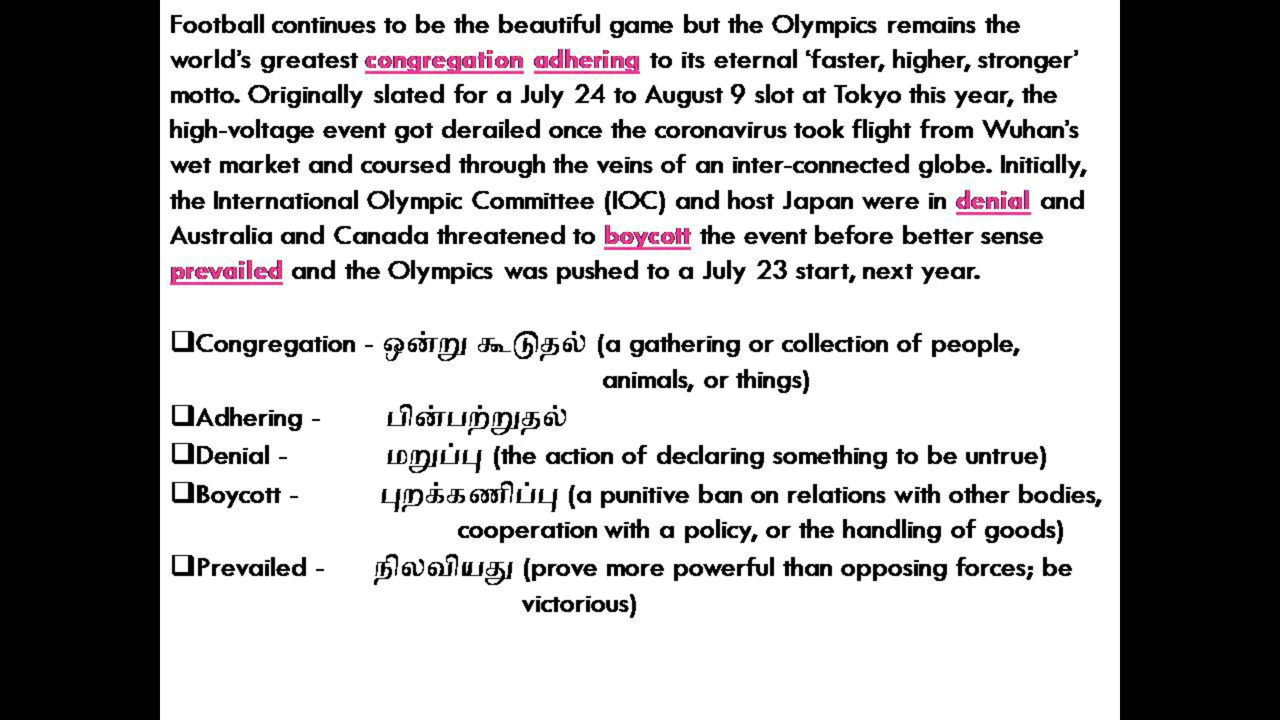 Football continues to be the beautiful game but the Olympics remains the
world's greatest congregation adhering to its eternal 'faster, higher, stronger'
motto. Originally slated for a July 24 to August 9 slot at Tokyo this year, the
high-voltage event got derailed once the coronavirus took flight from Wuhan's
wet market and coursed through the veins of an inter-connected globe. Initially,
the International Olympic Committee (IOC) and host Japan were in denial and
Australia and Canada threatened to boycott the event before better sense
prevailed and the Olympics was pushed to a July 23 start, next year.
❑Congregation - ஒன்று கூடுதல் (a gathering or collection of people,
animals, or things)
❑Adhering - பின்பற்றுதல்
❑Denial - மறுப்பு (the action of declaring something to be untrue)
❑Boycott - புறக்கணிப்பு (a punitive ban on relations with other bodies,
cooperation with a policy, or the handling of goods)
❑Prevailed - நிலவியது (prove more powerful than opposing forces; be
victorious)